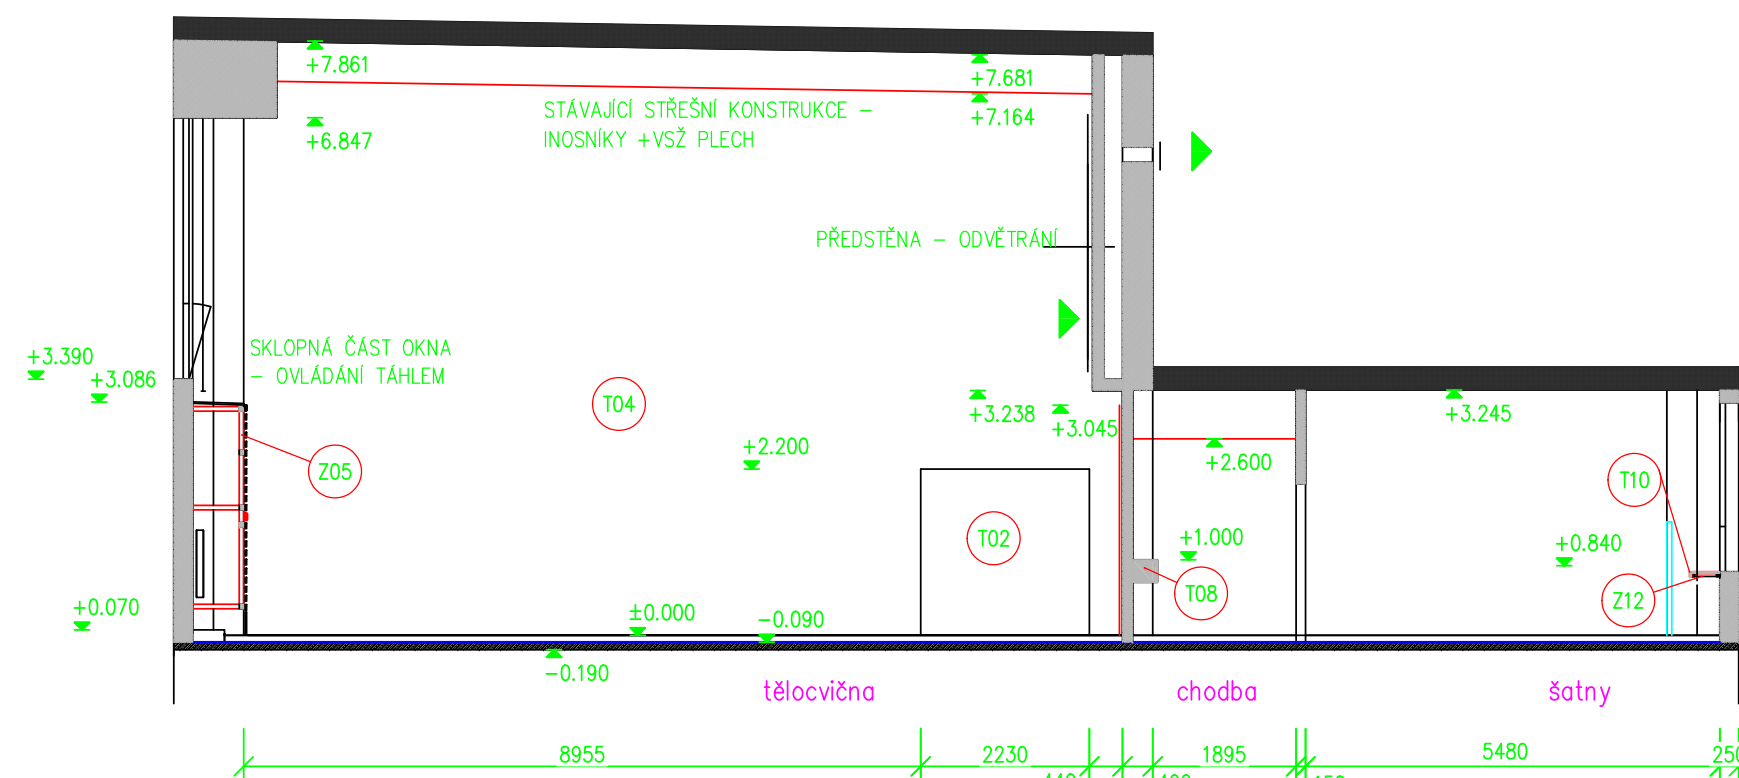 +7.861
+7.681
STÁVAJÍCÍ STŘEŠNÍ KONSTRUKCE –
INOSNÍKY +VSŽ PLECH
+7.164
+6.847
PŘEDSTĚNA – ODVĚTRÁNÍ
SKLOPNÁ ČÁST OKNA
– OVLÁDÁNÍ TÁHLEM
+3.390
+3.086
T04
+3.238
+3.045
+3.245
+2.200
+2.600
Z05
T10
T02
+1.000
+0.840
T08
Z12
+0.070
±0.000
–0.090
–0.190
tělocvična
chodba
šatny
8955
2230
1895
5480
250